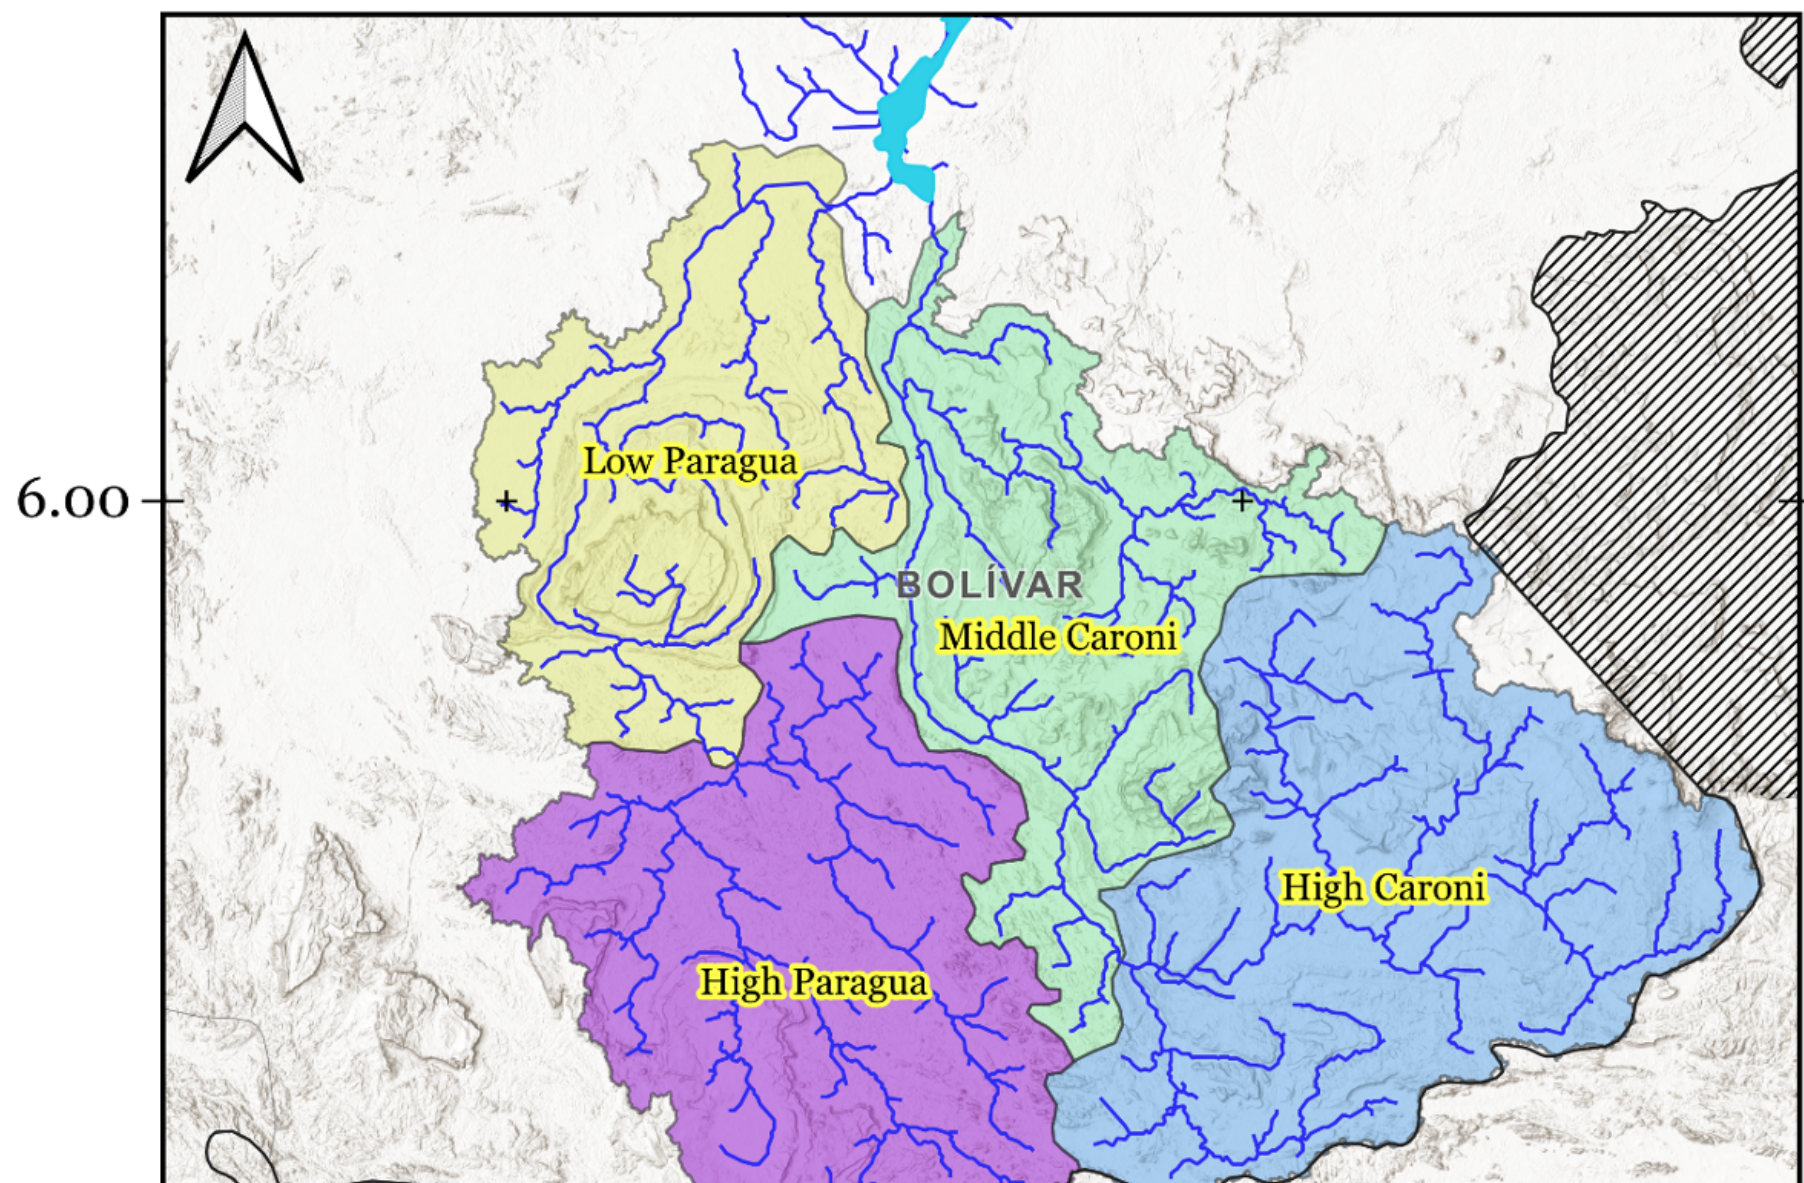 6.00
Low Paragua
BOLÍVAR
Middle Caroni
High Caroni
High Paragua